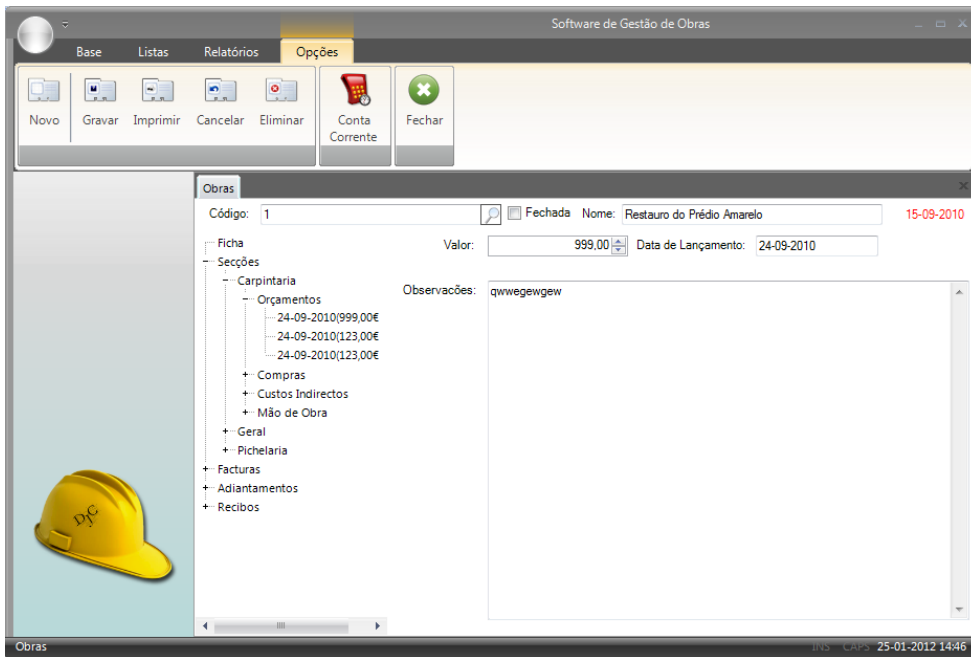 Software de Gestão de Obras
Base Listas Relatórios Opções
Novo Gravar Imprimir Cancelar Eliminar Conta Corrente Fechar
Obras
Código: 1 Fechada Nome: Restauro do Prédio Amarelo 15-09-2010
Ficha Valor: 999,00 Data de Lançamento: 24-09-2010
Secções
Carpintaria
Observacões: qwwegewgew
Orçamentos
24-09-2010(999,00€
24-09-2010(123,00€
24-09-2010(123,00€
Compras
Custos Indirectos
Mão de Obra
Geral
Pichelaria
Facturas
Adiantamentos
Recibos
DJC
Obras INS CAPS 25-01-2012 14:46